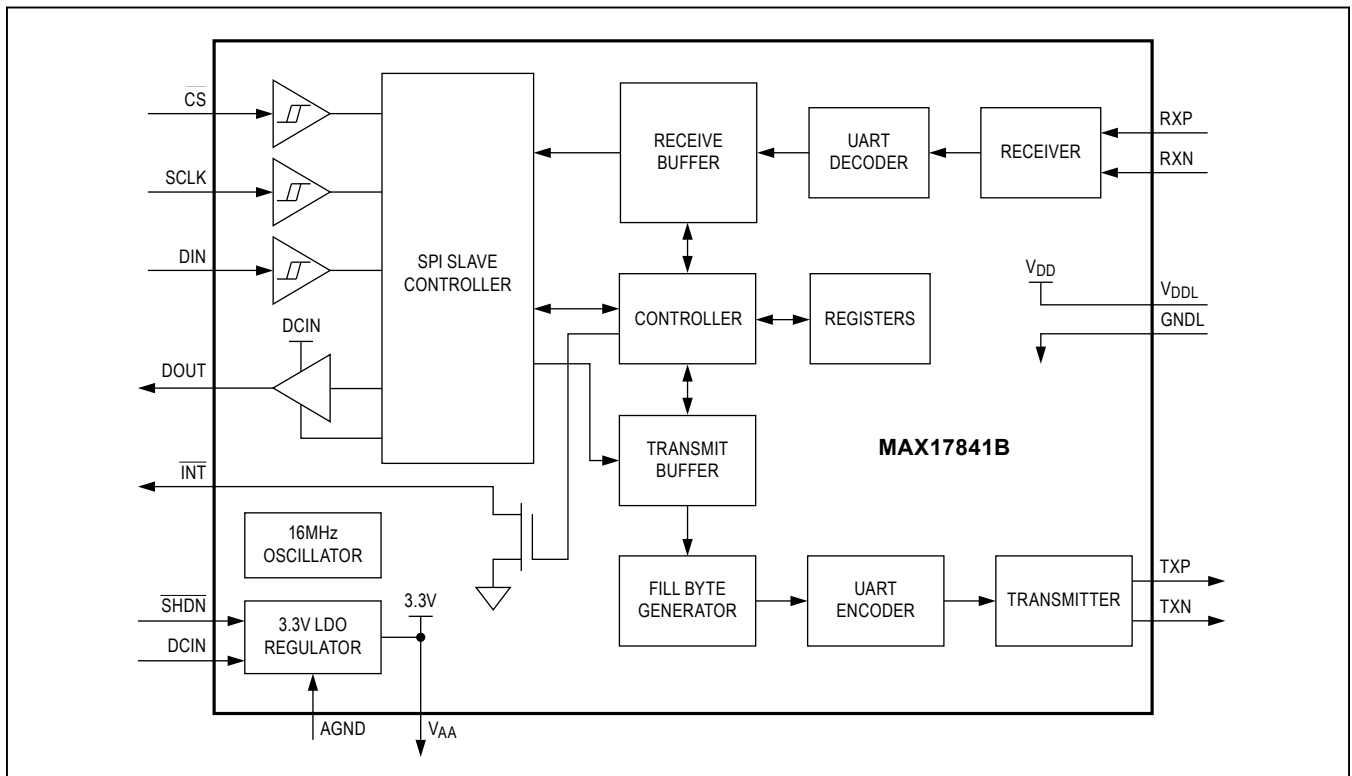 CS
SCLK
DIN
DCIN
DOUT
INT
SHDN
DCIN
SPI SLAVE
CONTROLLER
16MHz
OSCILLATOR
3.3V LDO
REGULATOR
3.3V
AGND
VAA
RECEIVE
BUFFER
UART
DECODER
RECEIVER
RXP
RXN
CONTROLLER
REGISTERS
VDD
VDDL
GNDL
TRANSMIT
BUFFER
MAX17841B
FILL BYTE
GENERATOR
UART
ENCODER
TRANSMITTER
TXP
TXN